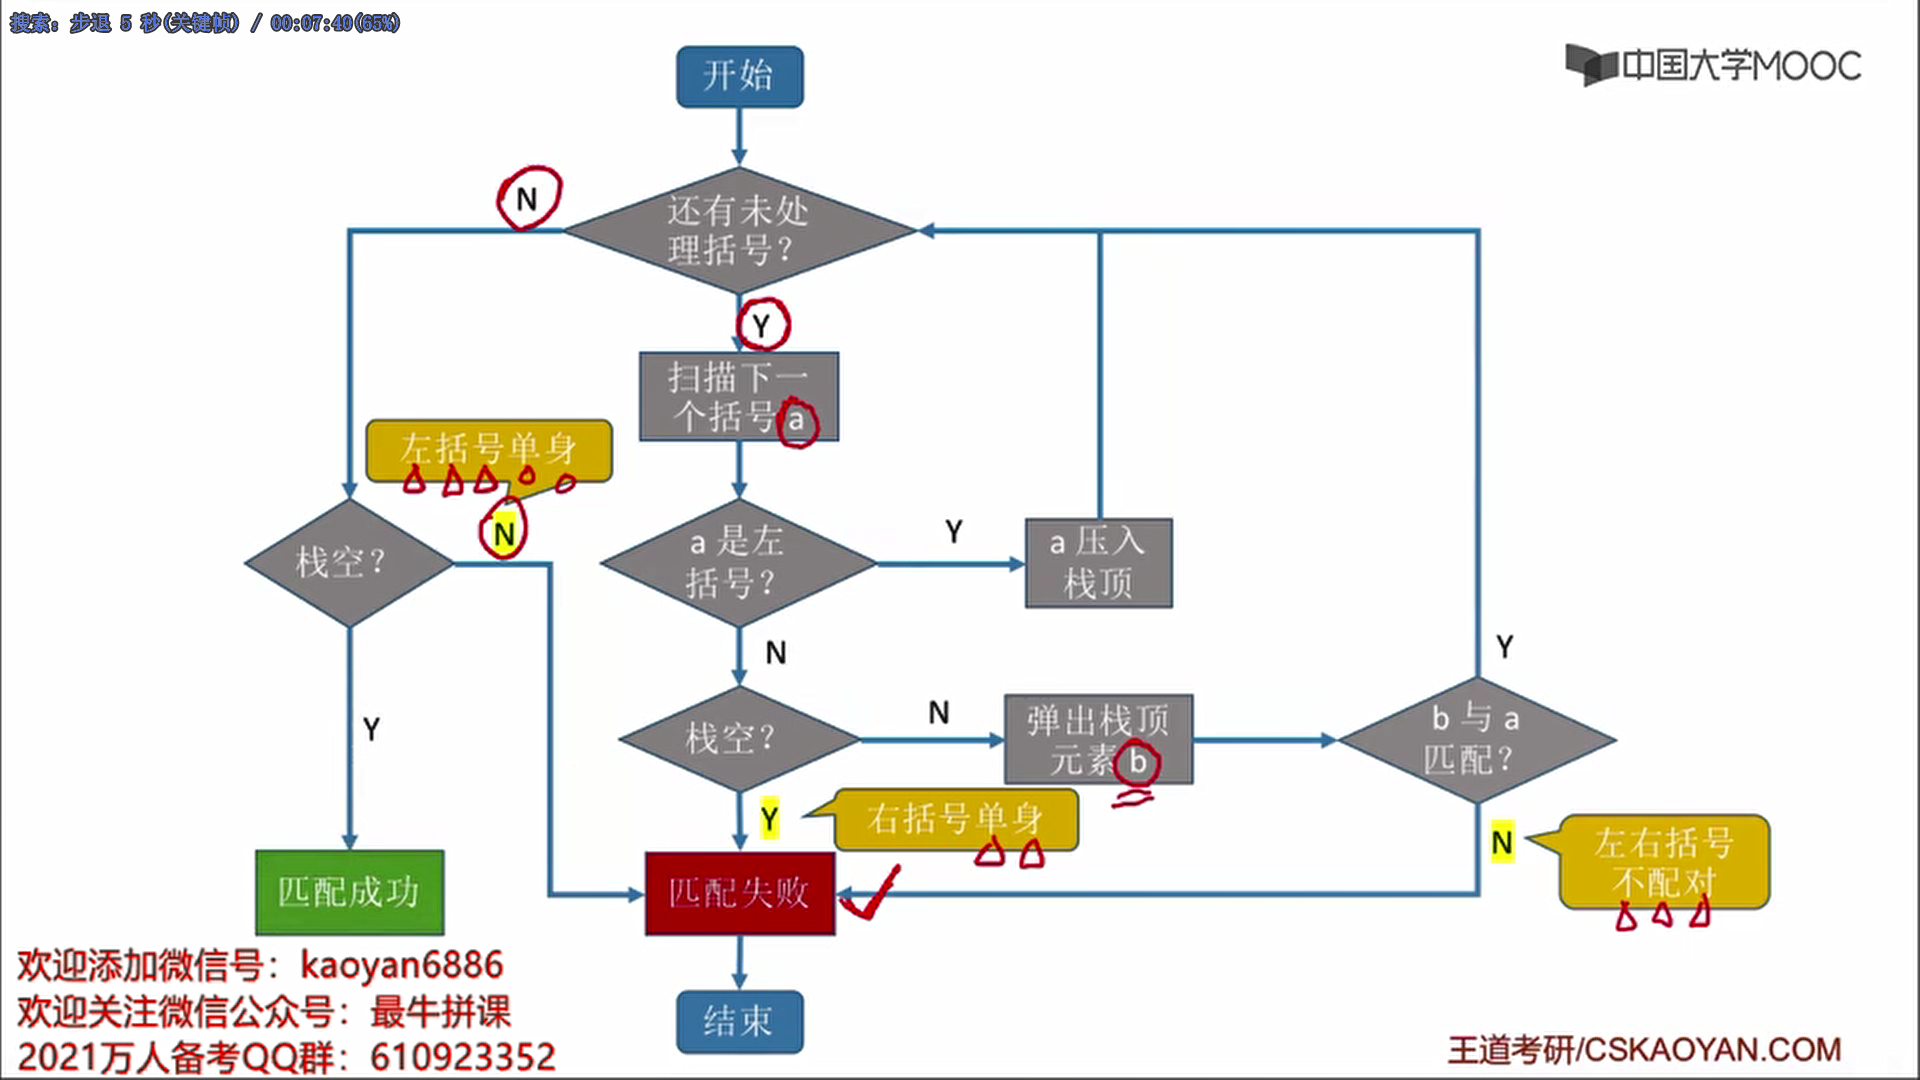 搜索: 步退 5 秒(关键帧) / 00:07:40(65%)
中国大学MOOC
开始
N
还有未处
理括号?
Y
扫描下一
个括号 a
左括号单身
N
栈空?
a 是左
括号?
Y
a 压入
栈顶
N
Y
Y
栈空?
N
弹出栈顶
元素 b
b 与 a
匹配?
Y
右括号单身
N
左右括号
不配对
匹配成功
匹配失败
结束
欢迎添加微信号：kaoyan6886
欢迎关注微信公众号：最牛拼课
2021万人备考QQ群：610923352
王道考研/CSKAOYAN.COM